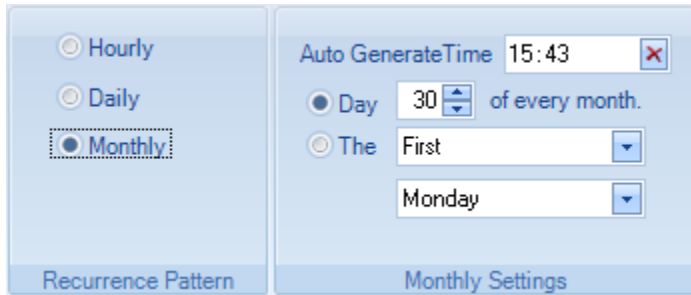 Hourly
Daily
Monthly
Recurrence Pattern
Auto GenerateTime 15:43
Day 30 of every month.
The First
Monday
Monthly Settings